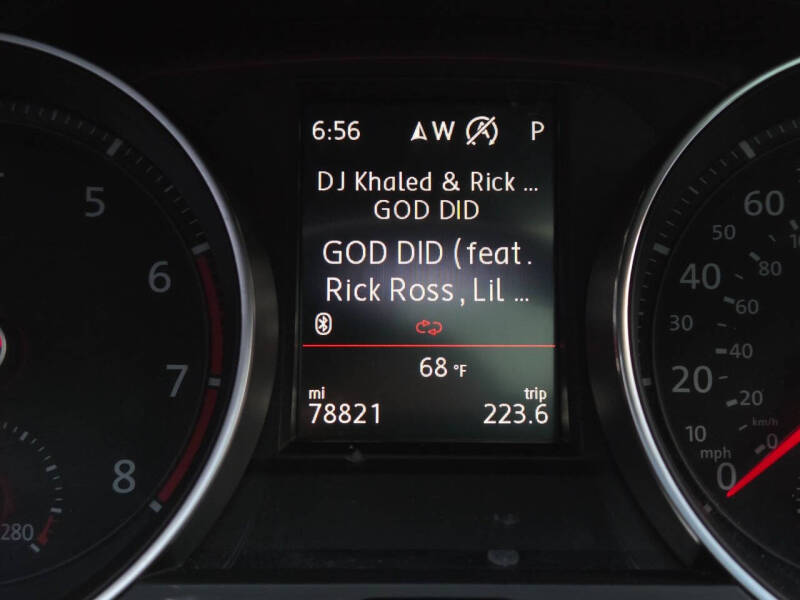 6:56 W P
DJ Khaled & Rick ...
GOD DID
GOD DID (feat.
Rick Ross, Lil ...
68 °F
mi trip
78821 223.6
5
6
7
8
280
60
50
80
40
60
30
40
20
20
10
km/h
mph
0
0